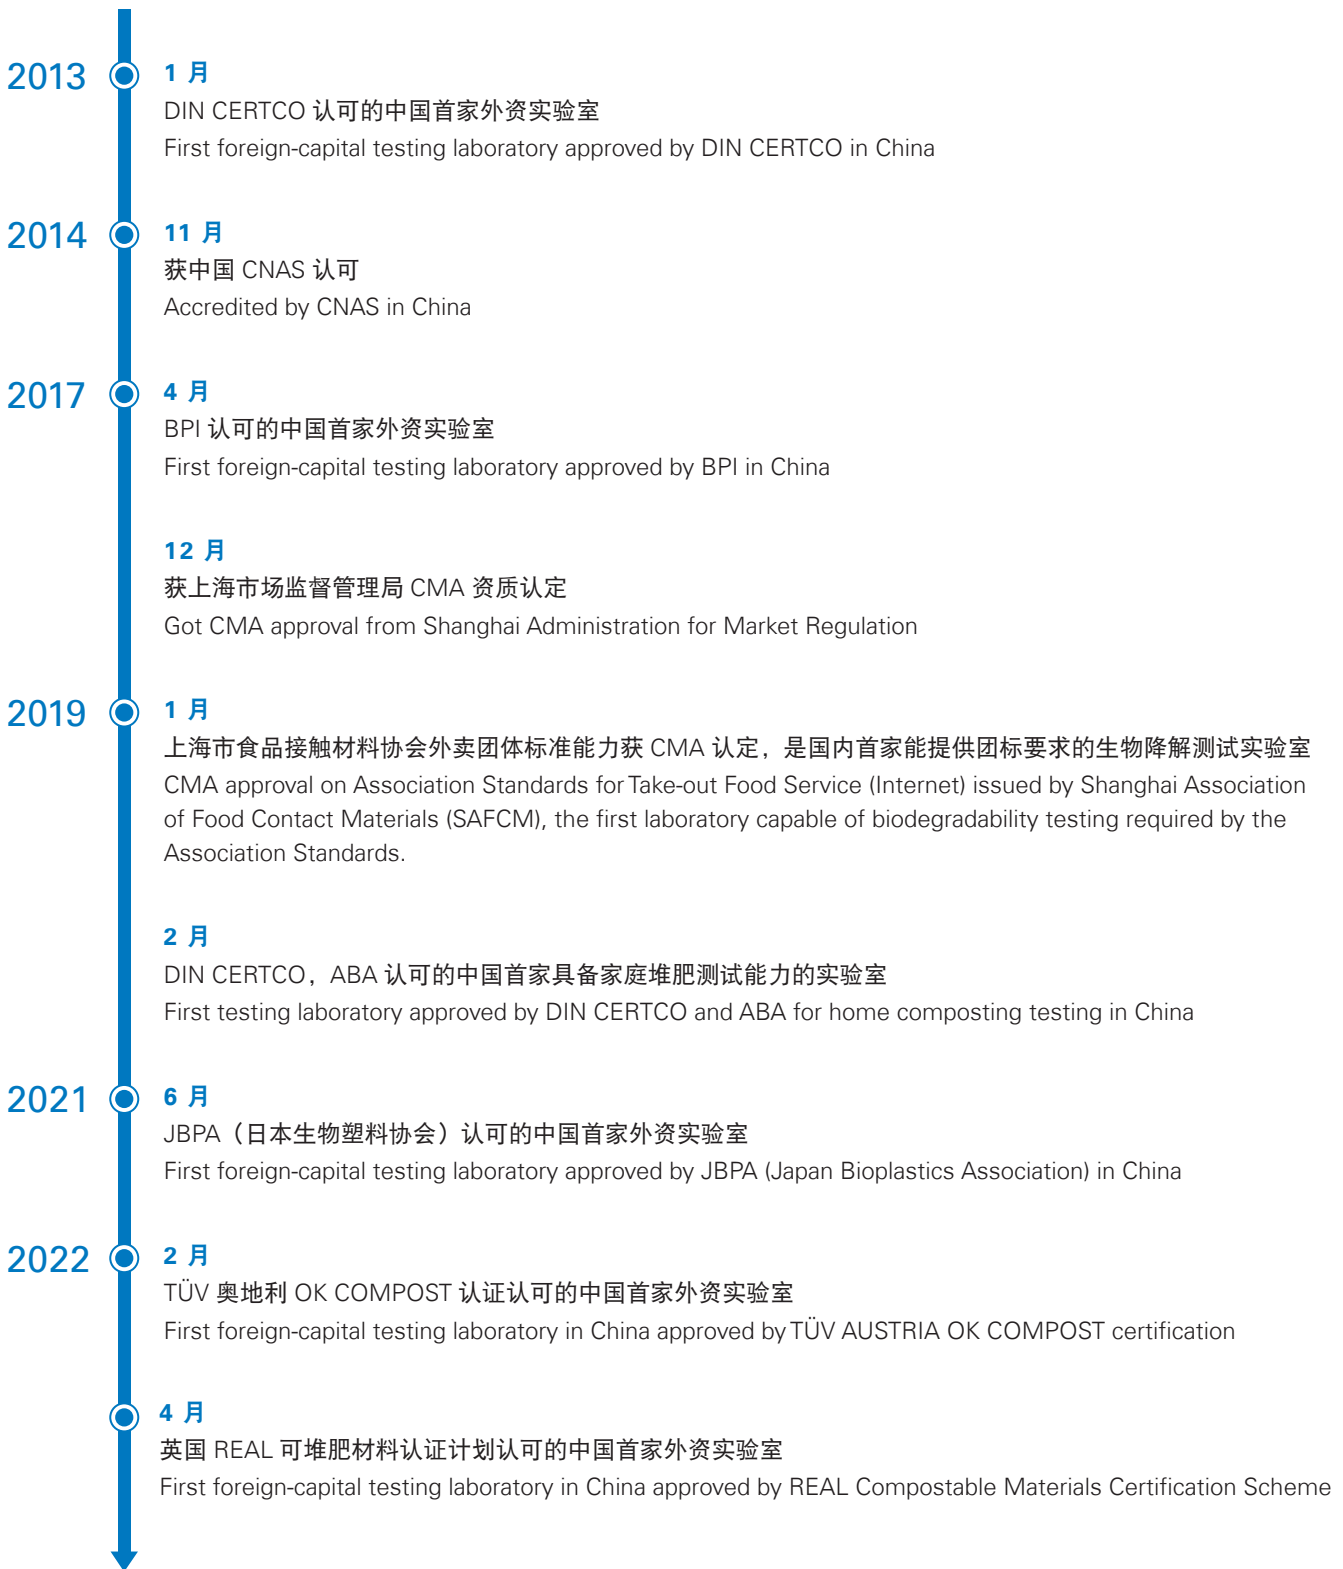 2013
1 月
DIN CERTCO 认可的中国首家外资实验室
First foreign-capital testing laboratory approved by DIN CERTCO in China
2014
11 月
获中国 CNAS 认可
Accredited by CNAS in China
2017
4 月
BPI 认可的中国首家外资实验室
First foreign-capital testing laboratory approved by BPI in China
12 月
获上海市场监督管理局 CMA 资质认定
Got CMA approval from Shanghai Administration for Market Regulation
2019
1 月
上海市食品接触材料协会外卖团体标准能力获 CMA 认定，是国内首家能提供团标要求的生物降解测试实验室
CMA approval on Association Standards for Take-out Food Service (Internet) issued by Shanghai Association
of Food Contact Materials (SAFCM), the first laboratory capable of biodegradability testing required by the
Association Standards.
2 月
DIN CERTCO，ABA 认可的中国首家具备家庭堆肥测试能力的实验室
First testing laboratory approved by DIN CERTCO and ABA for home composting testing in China
2021
6 月
JBPA（日本生物塑料协会）认可的中国首家外资实验室
First foreign-capital testing laboratory approved by JBPA (Japan Bioplastics Association) in China
2022
2 月
TÜV 奥地利 OK COMPOST 认证认可的中国首家外资实验室
First foreign-capital testing laboratory in China approved by TÜV AUSTRIA OK COMPOST certification
4 月
英国 REAL 可堆肥材料认证计划认可的中国首家外资实验室
First foreign-capital testing laboratory in China approved by REAL Compostable Materials Certification Scheme